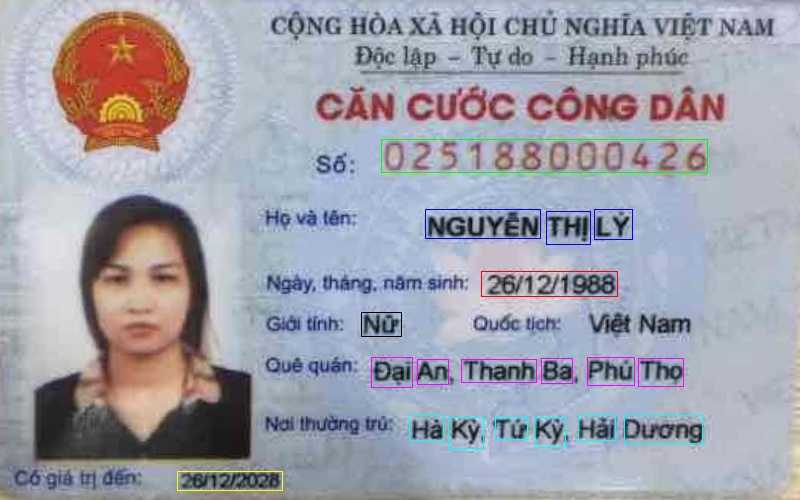 CỘNG HÒA XÃ HỘI CHỦ NGHĨA VIỆT NAM
Độc lập – Tự do – Hạnh phúc
CĂN CƯỚC CÔNG DÂN
Số: 025188000426
Họ và tên: NGUYỄN THỊ LÝ
Ngày, tháng, năm sinh: 26/12/1988
Giới tính: Nữ Quốc tịch: Việt Nam
Quê quán: Đại An, Thanh Ba, Phú Thọ
Nơi thường trú: Hà Kỳ, Tứ Kỳ, Hải Dương
Có giá trị đến: 26/12/2028